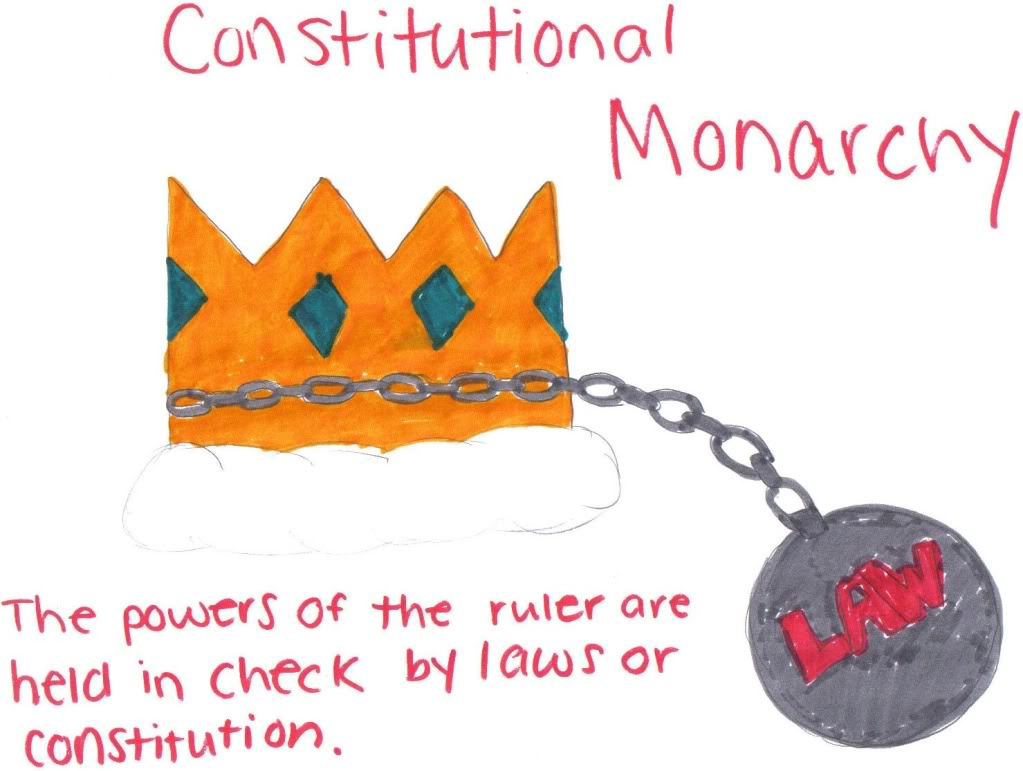 Constitutional
Monarchy
LAW
The powers of the ruler are
held in check by laws or
constitution.